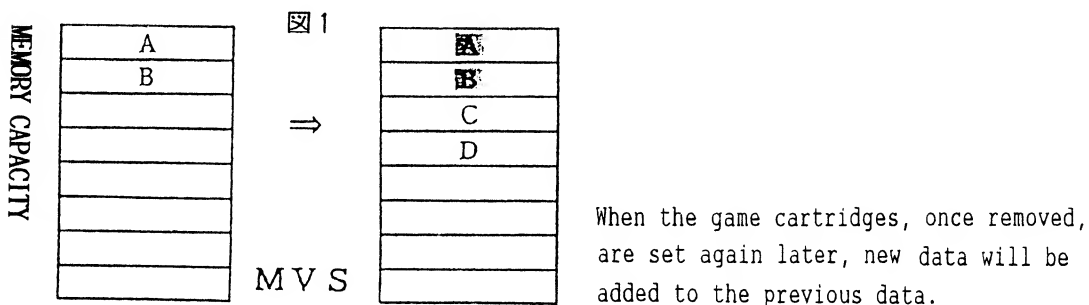 図1
MEMORY CAPACITY
A
B
⇒
A
B
C
D
MVS
When the game cartridges, once removed,
are set again later, new data will be
added to the previous data.